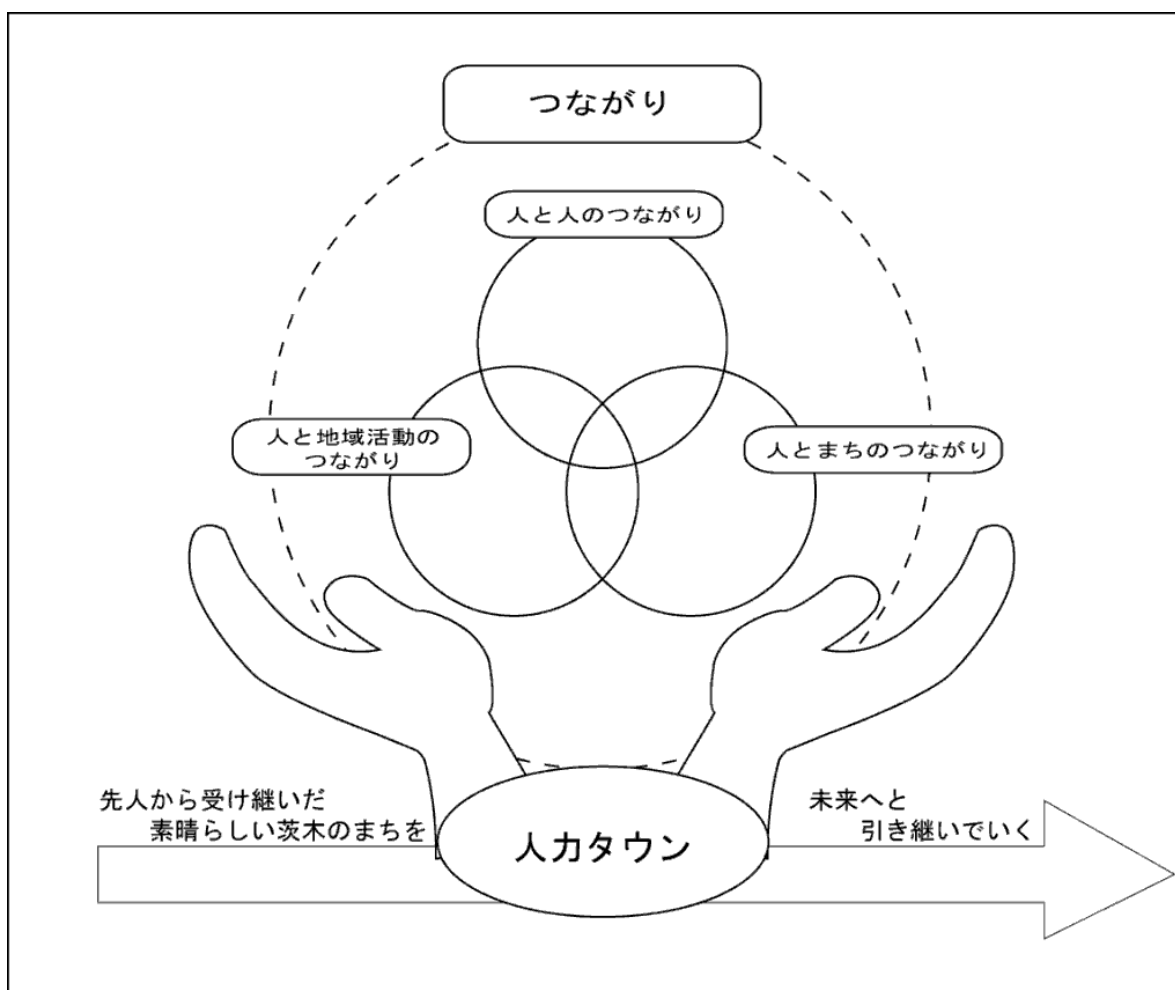 つながり
人と人のつながり
人と地域活動の
つながり
人とまちのつながり
先人から受け継いだ
素晴らしい茨木のまちを
人力タウン
未来へと
引き継いでいく